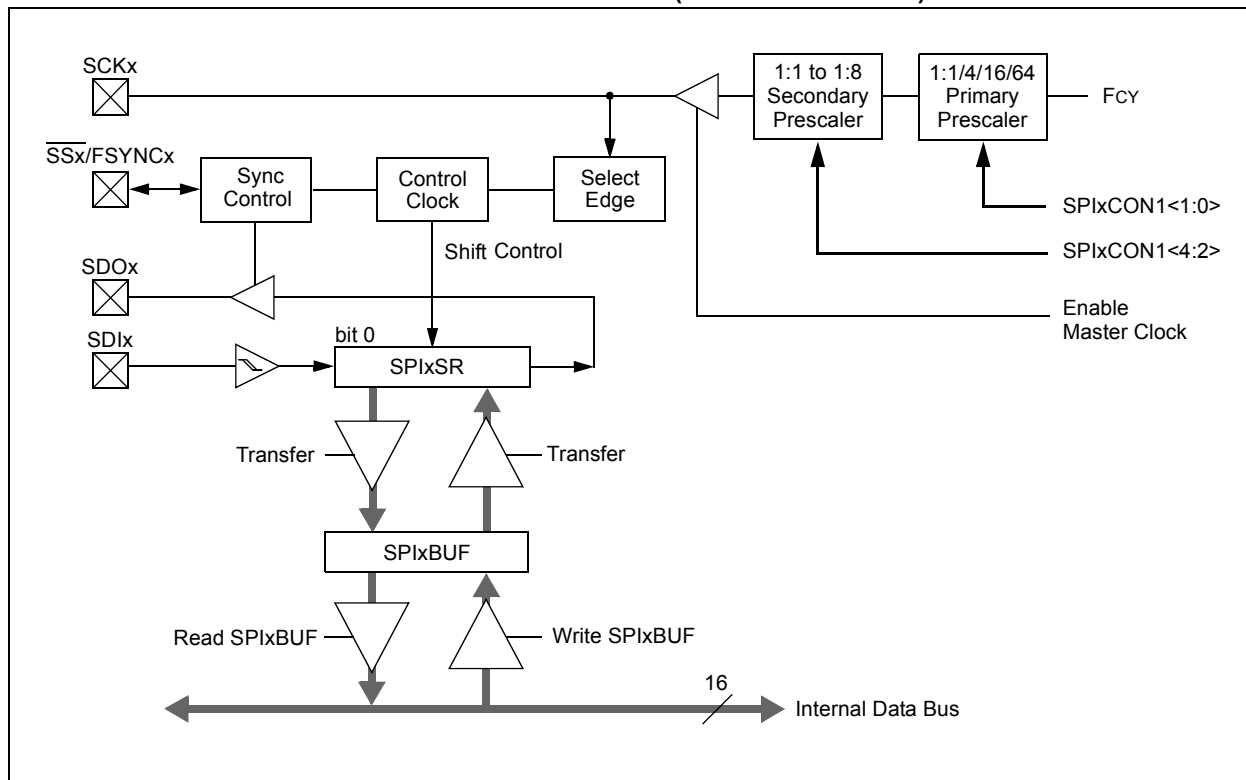 SCKx
1:1 to 1:8
Secondary
Prescaler
1:1/4/16/64
Primary
Prescaler
FCY
SSx/FSYNCx
Sync
Control
Control
Clock
Select
Edge
SPIxCON1<1:0>
Shift Control
SPIxCON1<4:2>
SDOx
Enable
Master Clock
SDIx
bit 0
SPIxSR
Transfer
Transfer
SPIxBUF
Read SPIxBUF
Write SPIxBUF
16
Internal Data Bus